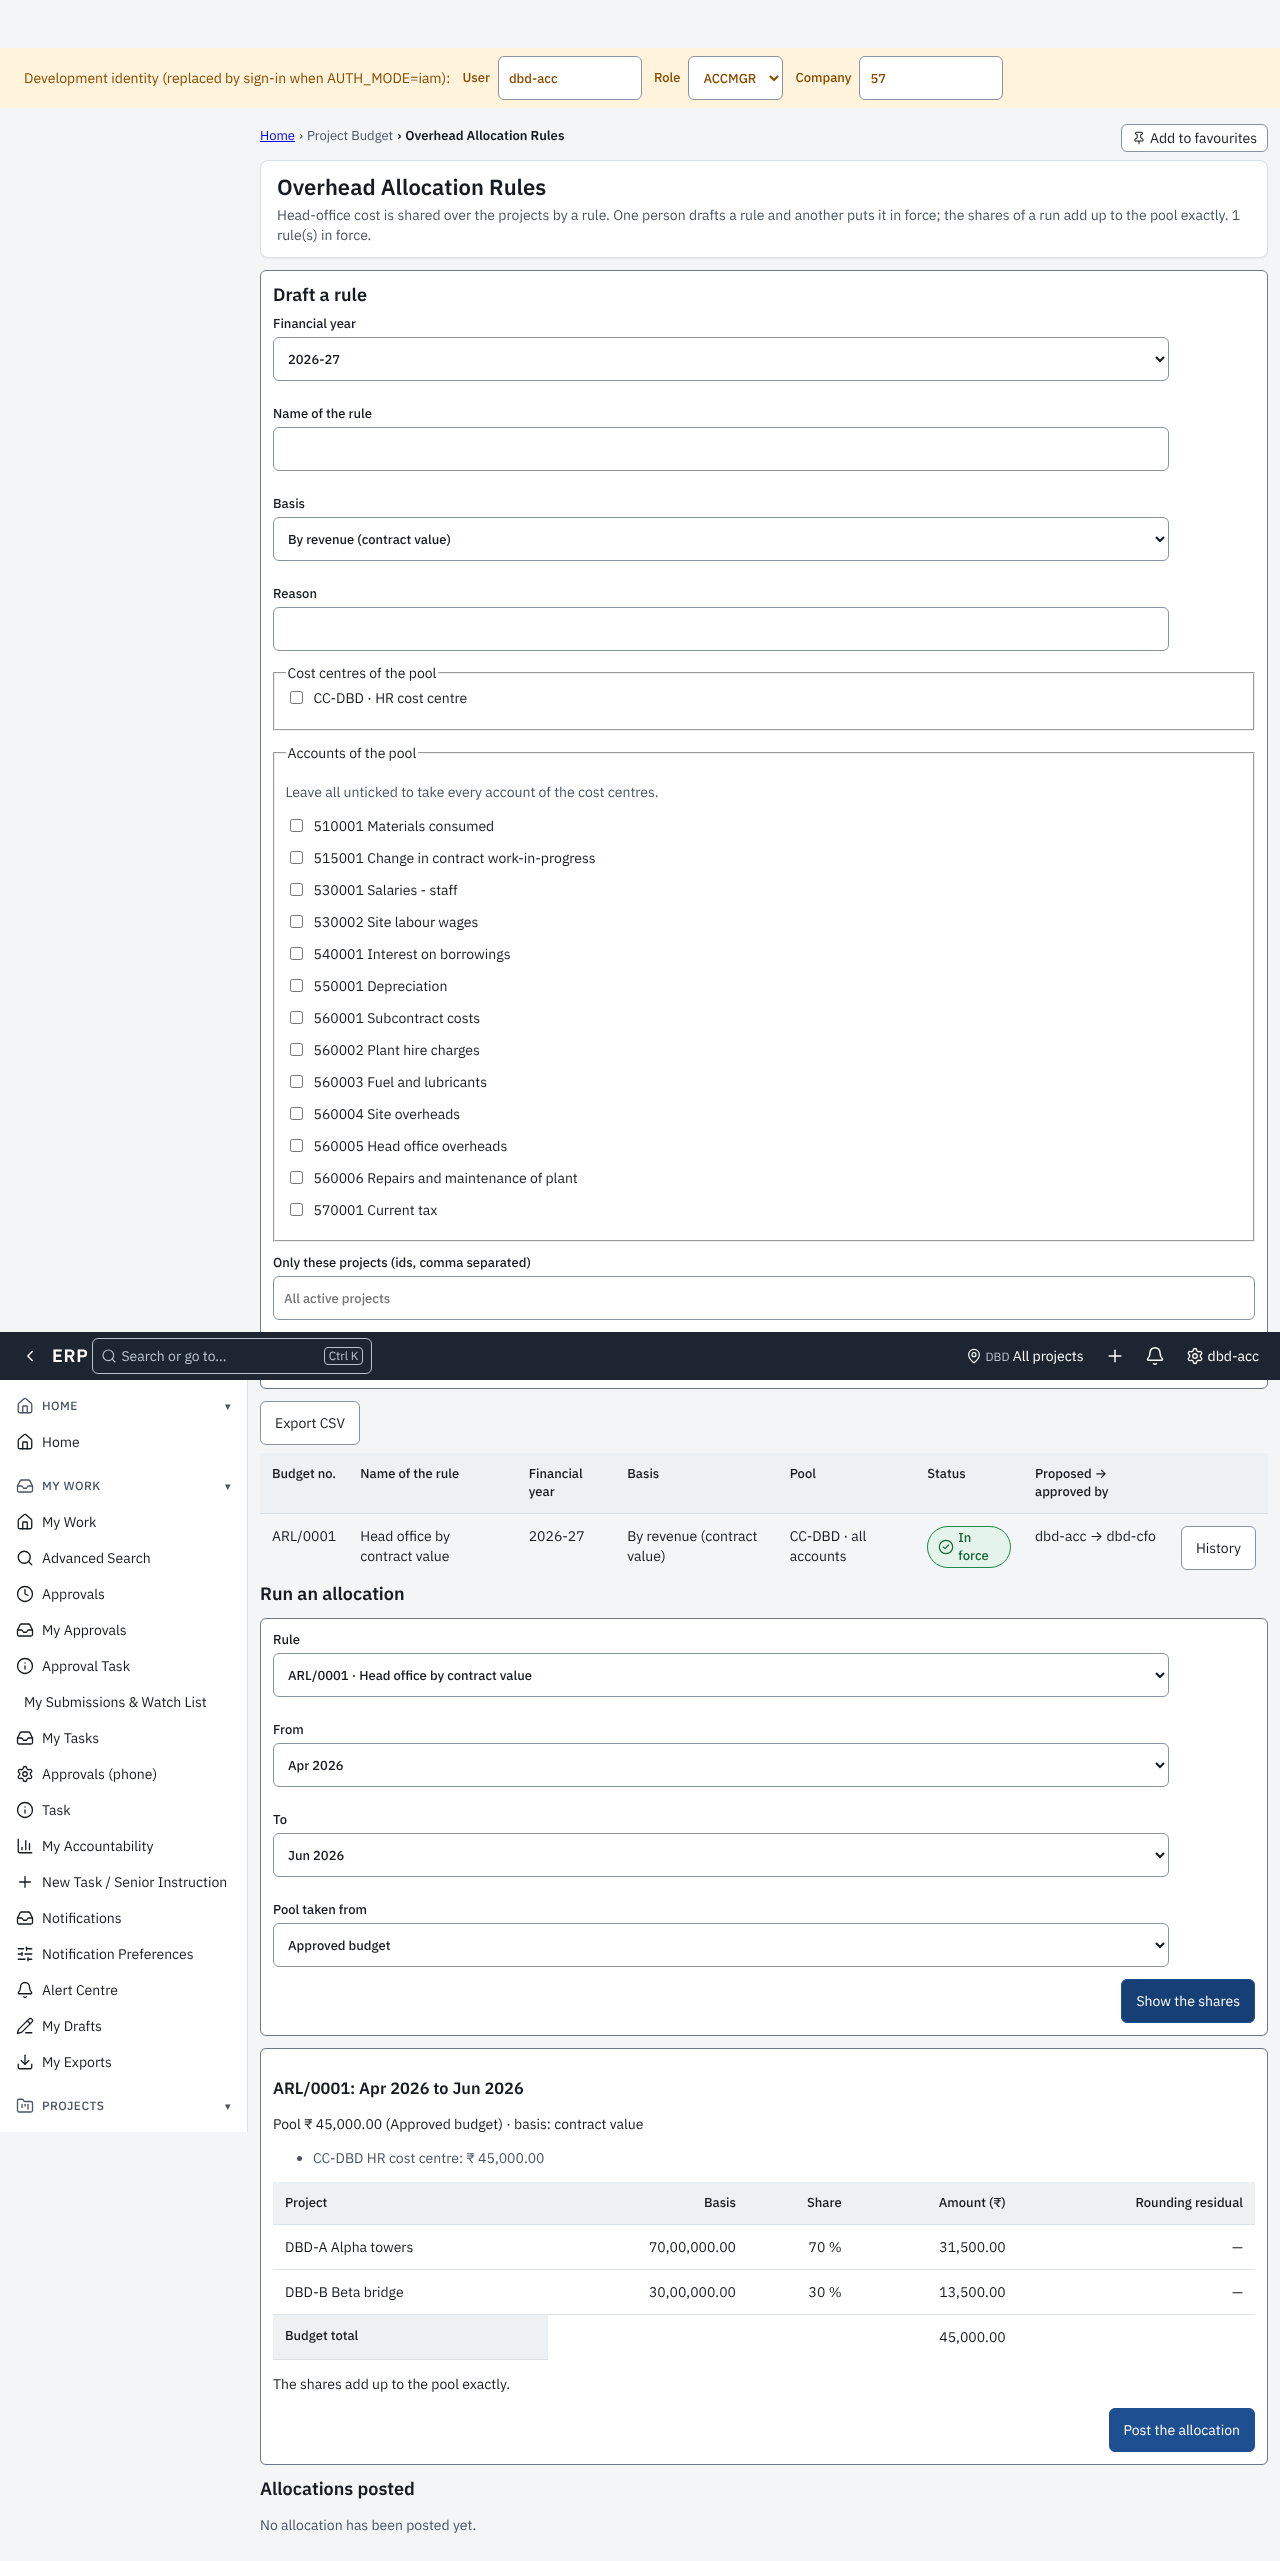 Development identity (replaced by sign-in when AUTH_MODE=iam): User dbd-acc Role ACCMGR Company 57
Home › Project Budget › Overhead Allocation Rules
Add to favourites
Overhead Allocation Rules
Head-office cost is shared over the projects by a rule. One person drafts a rule and another puts it in force; the shares of a run add up to the pool exactly. 1
rule(s) in force.
Draft a rule
Financial year
2026-27
Name of the rule
Basis
By revenue (contract value)
Reason
Cost centres of the pool
CC-DBD · HR cost centre
Accounts of the pool
Leave all unticked to take every account of the cost centres.
510001 Materials consumed
515001 Change in contract work-in-progress
530001 Salaries - staff
530002 Site labour wages
540001 Interest on borrowings
550001 Depreciation
560001 Subcontract costs
560002 Plant hire charges
560003 Fuel and lubricants
560004 Site overheads
560005 Head office overheads
560006 Repairs and maintenance of plant
570001 Current tax
Only these projects (ids, comma separated)
All active projects
ERP Search or go to... Ctrl K DBD All projects dbd-acc
HOME
Home
MY WORK
My Work
Advanced Search
Approvals
My Approvals
Approval Task
My Submissions & Watch List
My Tasks
Approvals (phone)
Task
My Accountability
New Task / Senior Instruction
Notifications
Notification Preferences
Alert Centre
My Drafts
My Exports
PROJECTS
Export CSV
Budget no. Name of the rule Financial year Basis Pool Status Proposed → approved by
ARL/0001 Head office by contract value 2026-27 By revenue (contract value) CC-DBD · all accounts In force dbd-acc → dbd-cfo History
Run an allocation
Rule
ARL/0001 · Head office by contract value
From
Apr 2026
To
Jun 2026
Pool taken from
Approved budget
Show the shares
ARL/0001: Apr 2026 to Jun 2026
Pool ₹ 45,000.00 (Approved budget) · basis: contract value
• CC-DBD HR cost centre: ₹ 45,000.00
Project Basis Share Amount (₹) Rounding residual
DBD-A Alpha towers 70,00,000.00 70 % 31,500.00 —
DBD-B Beta bridge 30,00,000.00 30 % 13,500.00 —
Budget total 45,000.00
The shares add up to the pool exactly.
Post the allocation
Allocations posted
No allocation has been posted yet.